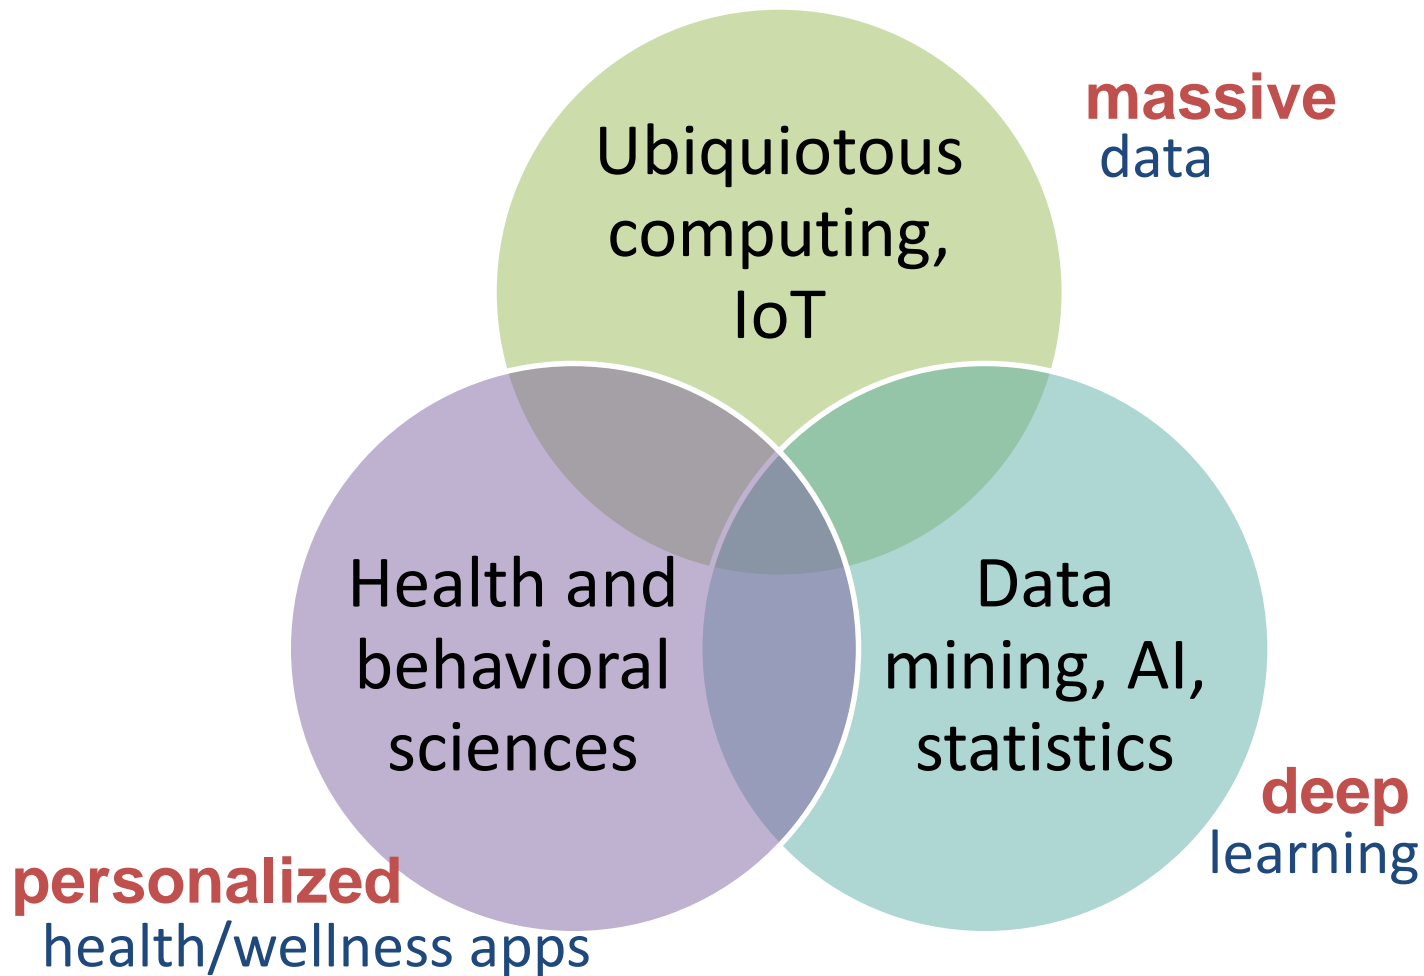 massive
data
Ubiquiotous
computing,
IoT
Health and
behavioral
sciences
Data
mining, AI,
statistics
deep
learning
personalized
health/wellness apps